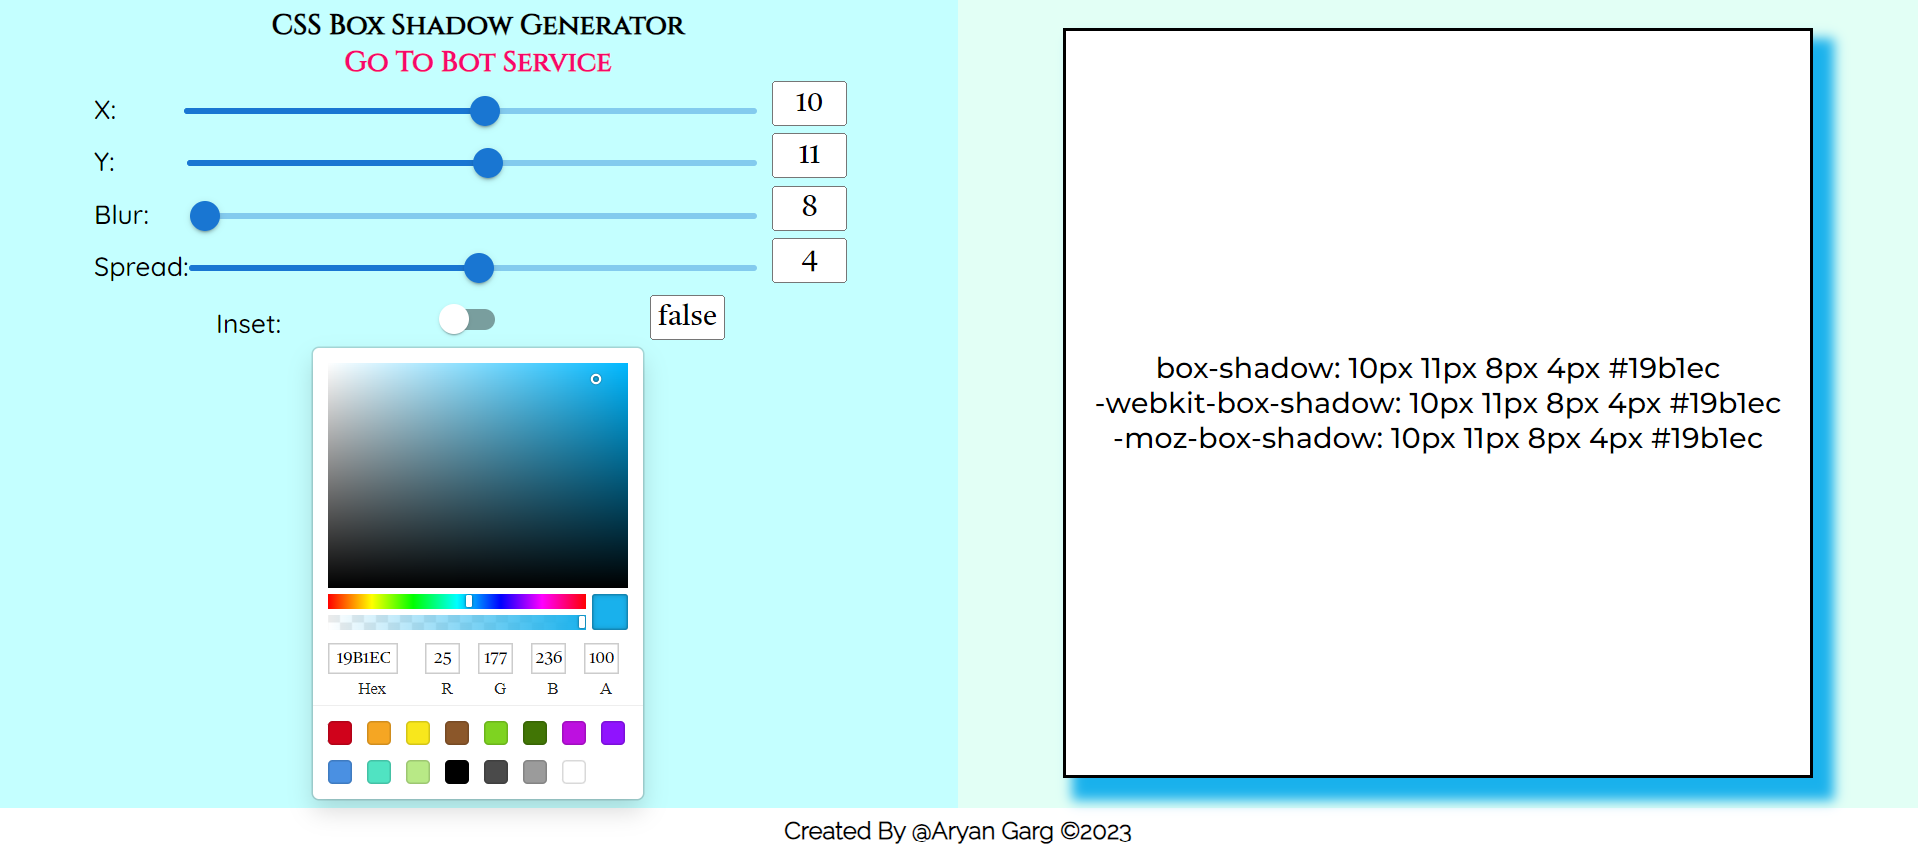 CSS Box Shadow Generator
Go To Bot Service
X: 10
Y: 11
Blur: 8
Spread: 4
Inset: false
19B1EC 25 177 236 100
Hex R G B A
box-shadow: 10px 11px 8px 4px #19b1ec
-webkit-box-shadow: 10px 11px 8px 4px #19b1ec
-moz-box-shadow: 10px 11px 8px 4px #19b1ec
Created By @Aryan Garg ©2023